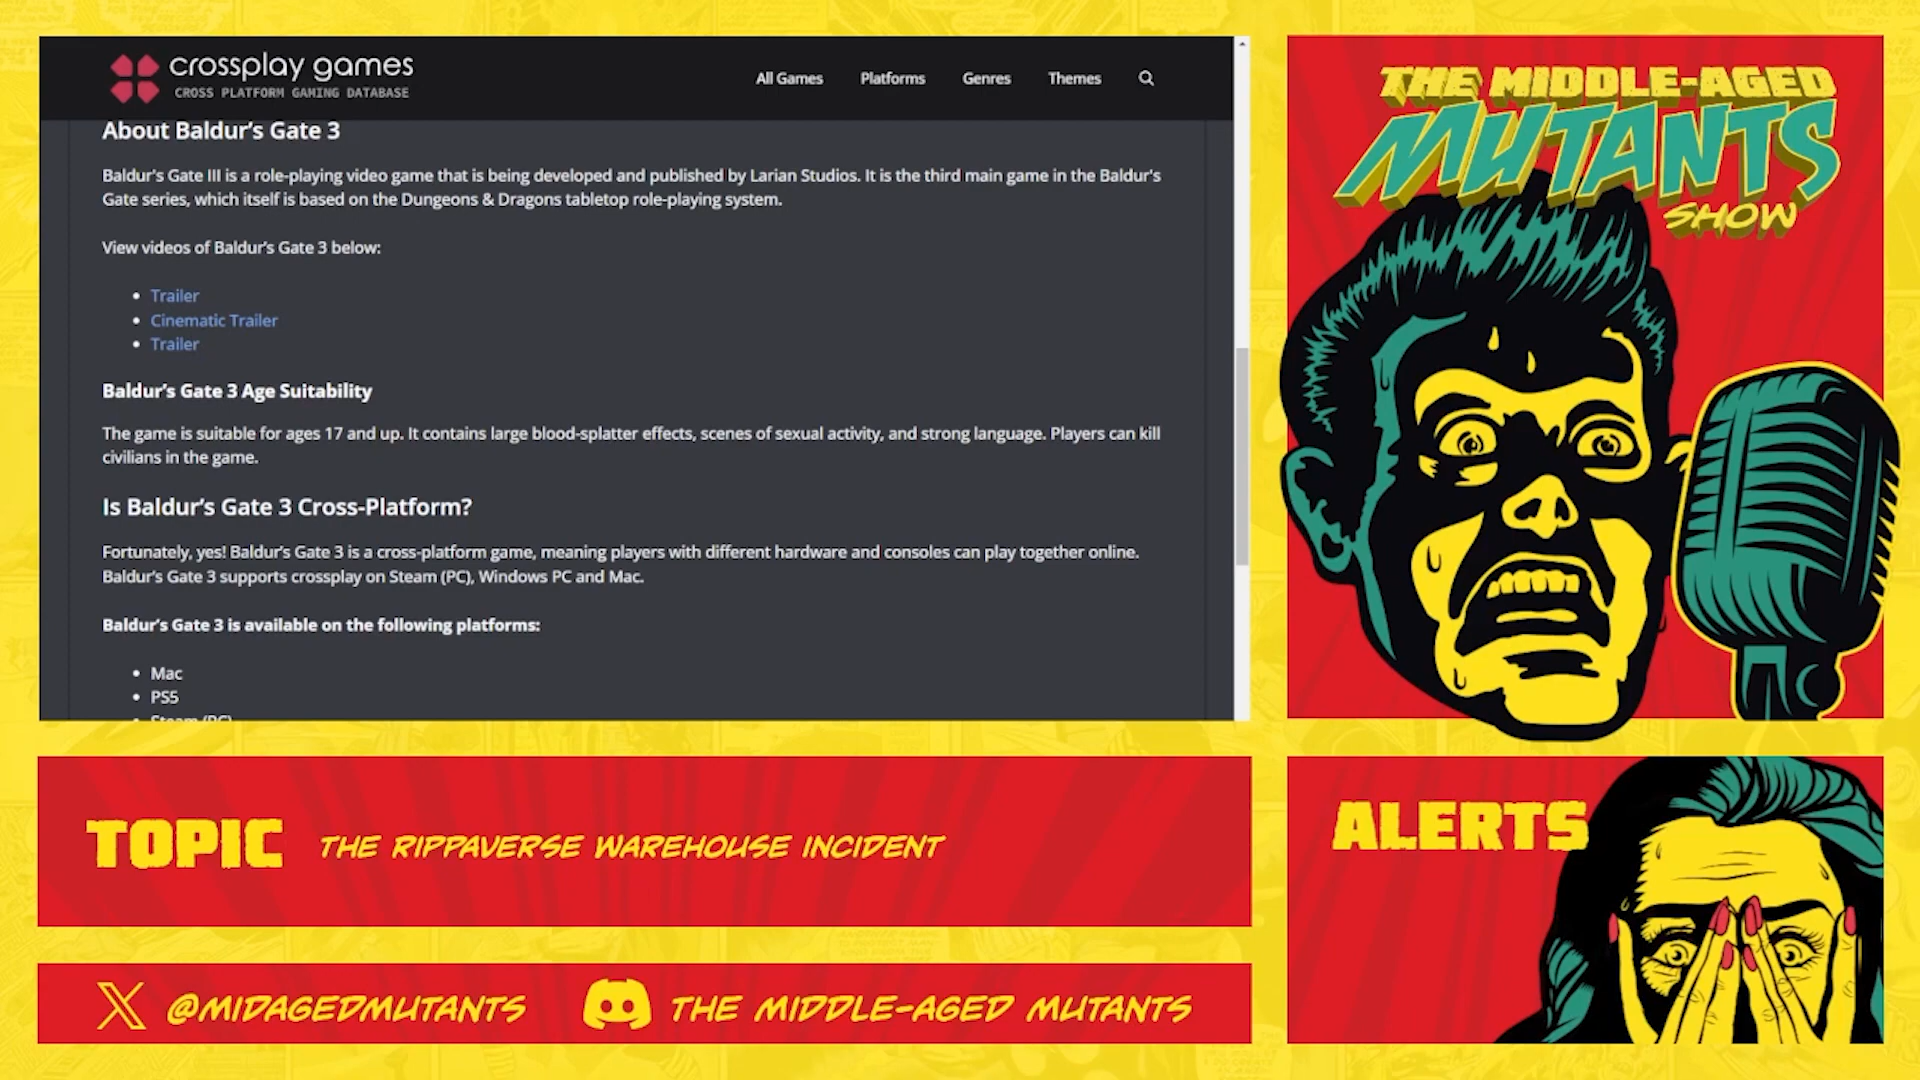 crossplay games
CROSS PLATFORM GAMING DATABASE
All Games Platforms Genres Themes
About Baldur's Gate 3
Baldur's Gate III is a role-playing video game that is being developed and published by Larian Studios. It is the third main game in the Baldur's
Gate series, which itself is based on the Dungeons & Dragons tabletop role-playing system.
View videos of Baldur's Gate 3 below:
• Trailer
• Cinematic Trailer
• Trailer
Baldur's Gate 3 Age Suitability
The game is suitable for ages 17 and up. It contains large blood-splatter effects, scenes of sexual activity, and strong language. Players can kill
civilians in the game.
Is Baldur's Gate 3 Cross-Platform?
Fortunately, yes! Baldur's Gate 3 is a cross-platform game, meaning players with different hardware and consoles can play together online.
Baldur's Gate 3 supports crossplay on Steam (PC), Windows PC and Mac.
Baldur's Gate 3 is available on the following platforms:
• Mac
• PS5
• Steam (PC)
THE MIDDLE-AGED
MUTANTS
SHOW
TOPIC THE RIPPAVERSE WAREHOUSE INCIDENT
ALERTS
@MIDAGEDMUTANTS THE MIDDLE-AGED MUTANTS